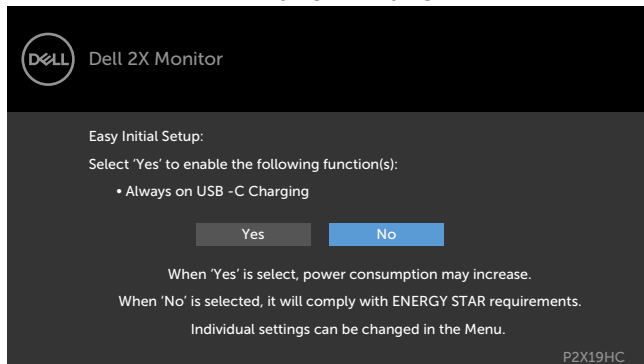 DELL
Dell 2X Monitor
Easy Initial Setup:
Select ‘Yes’ to enable the following function(s):
• Always on USB -C Charging
Yes No
When ‘Yes’ is select, power consumption may increase.
When ‘No’ is selected, it will comply with ENERGY STAR requirements.
Individual settings can be changed in the Menu.
P2X19HC